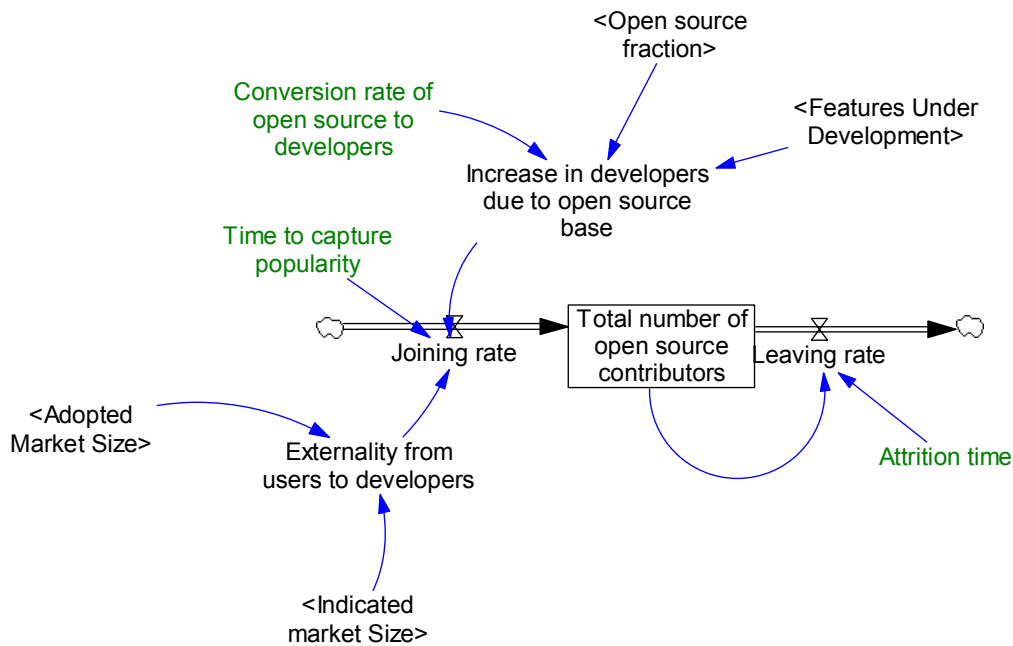 <Open source
fraction>
Conversion rate of
open source to
developers
<Features Under
Development>
Increase in developers
due to open source
base
Time to capture
popularity
Joining rate
Total number of
open source
contributors
Leaving rate
<Adopted
Market Size>
Externality from
users to developers
Attrition time
<Indicated
market Size>